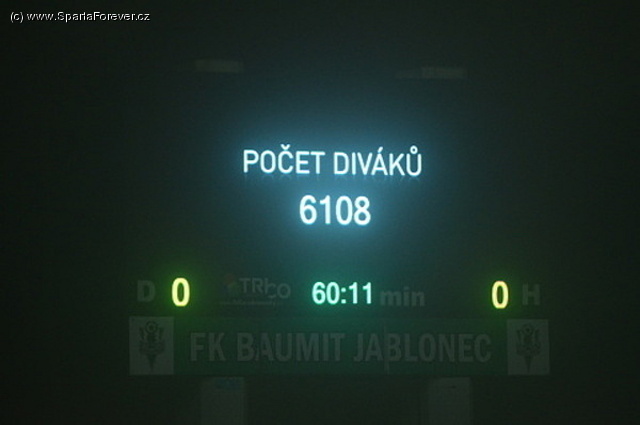 (c) www.SpartaForever.cz
POČET DIVÁKŮ
6108
D 0 60:11 min 0 H
FK BAUMIT JABLONEC